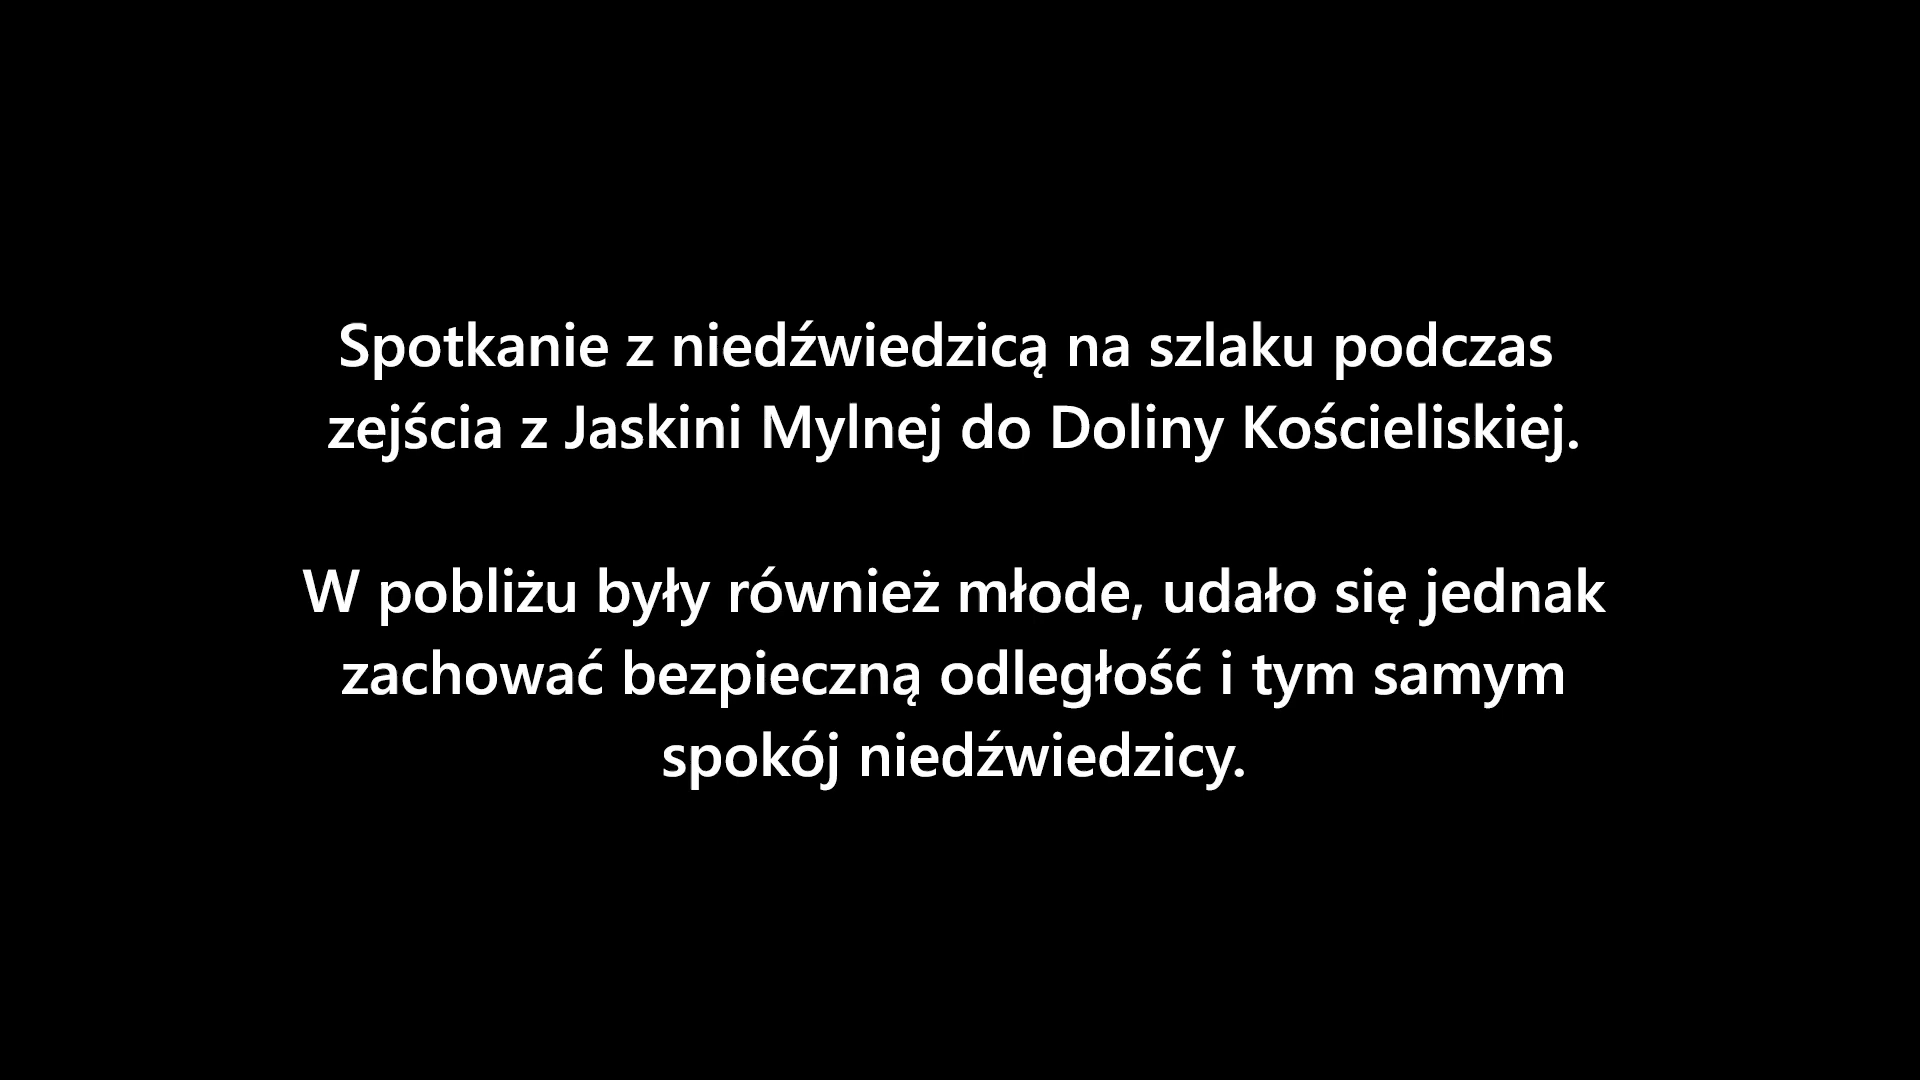 Spotkanie z niedźwiedzicą na szlaku podczas
zejścia z Jaskini Mylnej do Doliny Kościeliskiej.
W pobliżu były również młode, udało się jednak
zachować bezpieczną odległość i tym samym
spokój niedźwiedzicy.